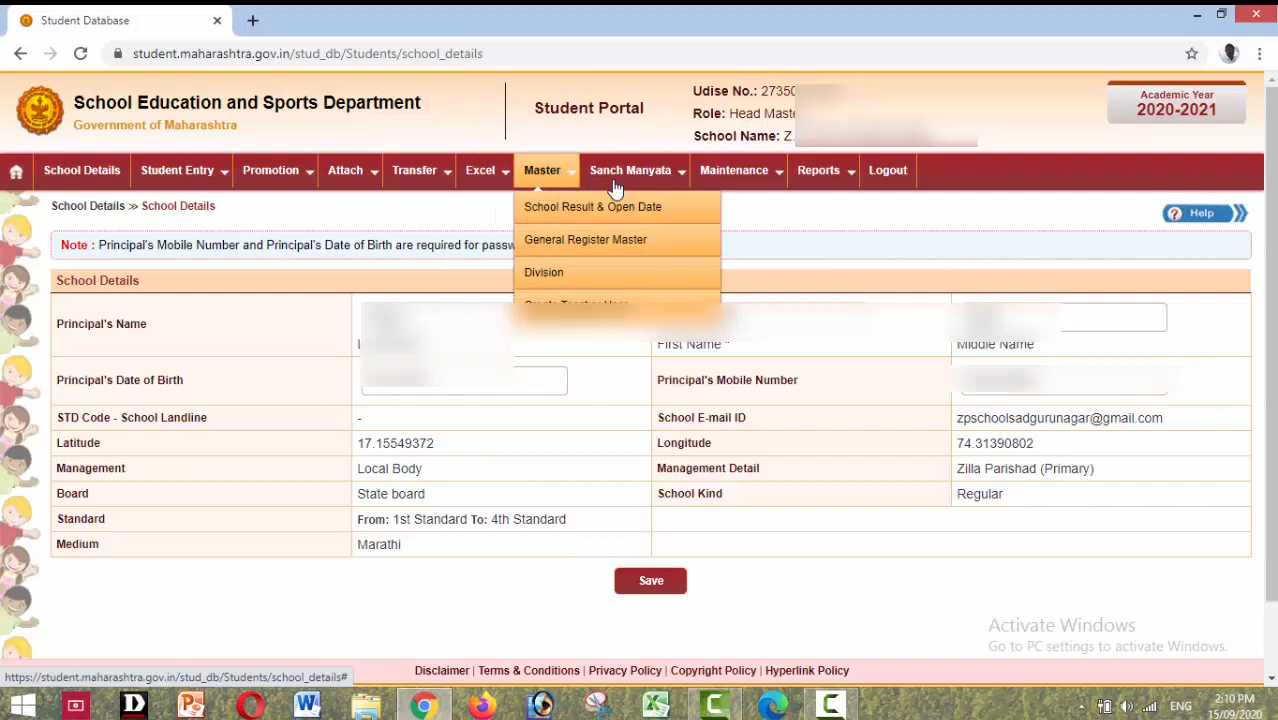 Student Database
student.maharashtra.gov.in/stud_db/Students/school_details
School Education and Sports Department
Government of Maharashtra
Student Portal
Udise No.: 27350
Role: Head Maste
School Name: Z
Academic Year
2020-2021
School Details
Student Entry
Promotion
Attach
Transfer
Excel
Master
Sanch Manyata
Maintenance
Reports
Logout
School Details >> School Details
Help
School Result & Open Date
General Register Master
Division
Create Teacher User
Note : Principal's Mobile Number and Principal's Date of Birth are required for passw
School Details
Principal's Name
First Name *
Middle Name
Principal's Date of Birth
Principal's Mobile Number
STD Code - School Landline
-
School E-mail ID
zpschoolsadgurunagar@gmail.com
Latitude
17.15549372
Longitude
74.31390802
Management
Local Body
Management Detail
Zilla Parishad (Primary)
Board
State board
School Kind
Regular
Standard
From: 1st Standard To: 4th Standard
Medium
Marathi
Save
Activate Windows
Go to PC settings to activate Windows.
https://student.maharashtra.gov.in/stud_db/Students/school_details#
Disclaimer | Terms & Conditions | Privacy Policy | Copyright Policy | Hyperlink Policy
ENG
2:10 PM
15/09/2020